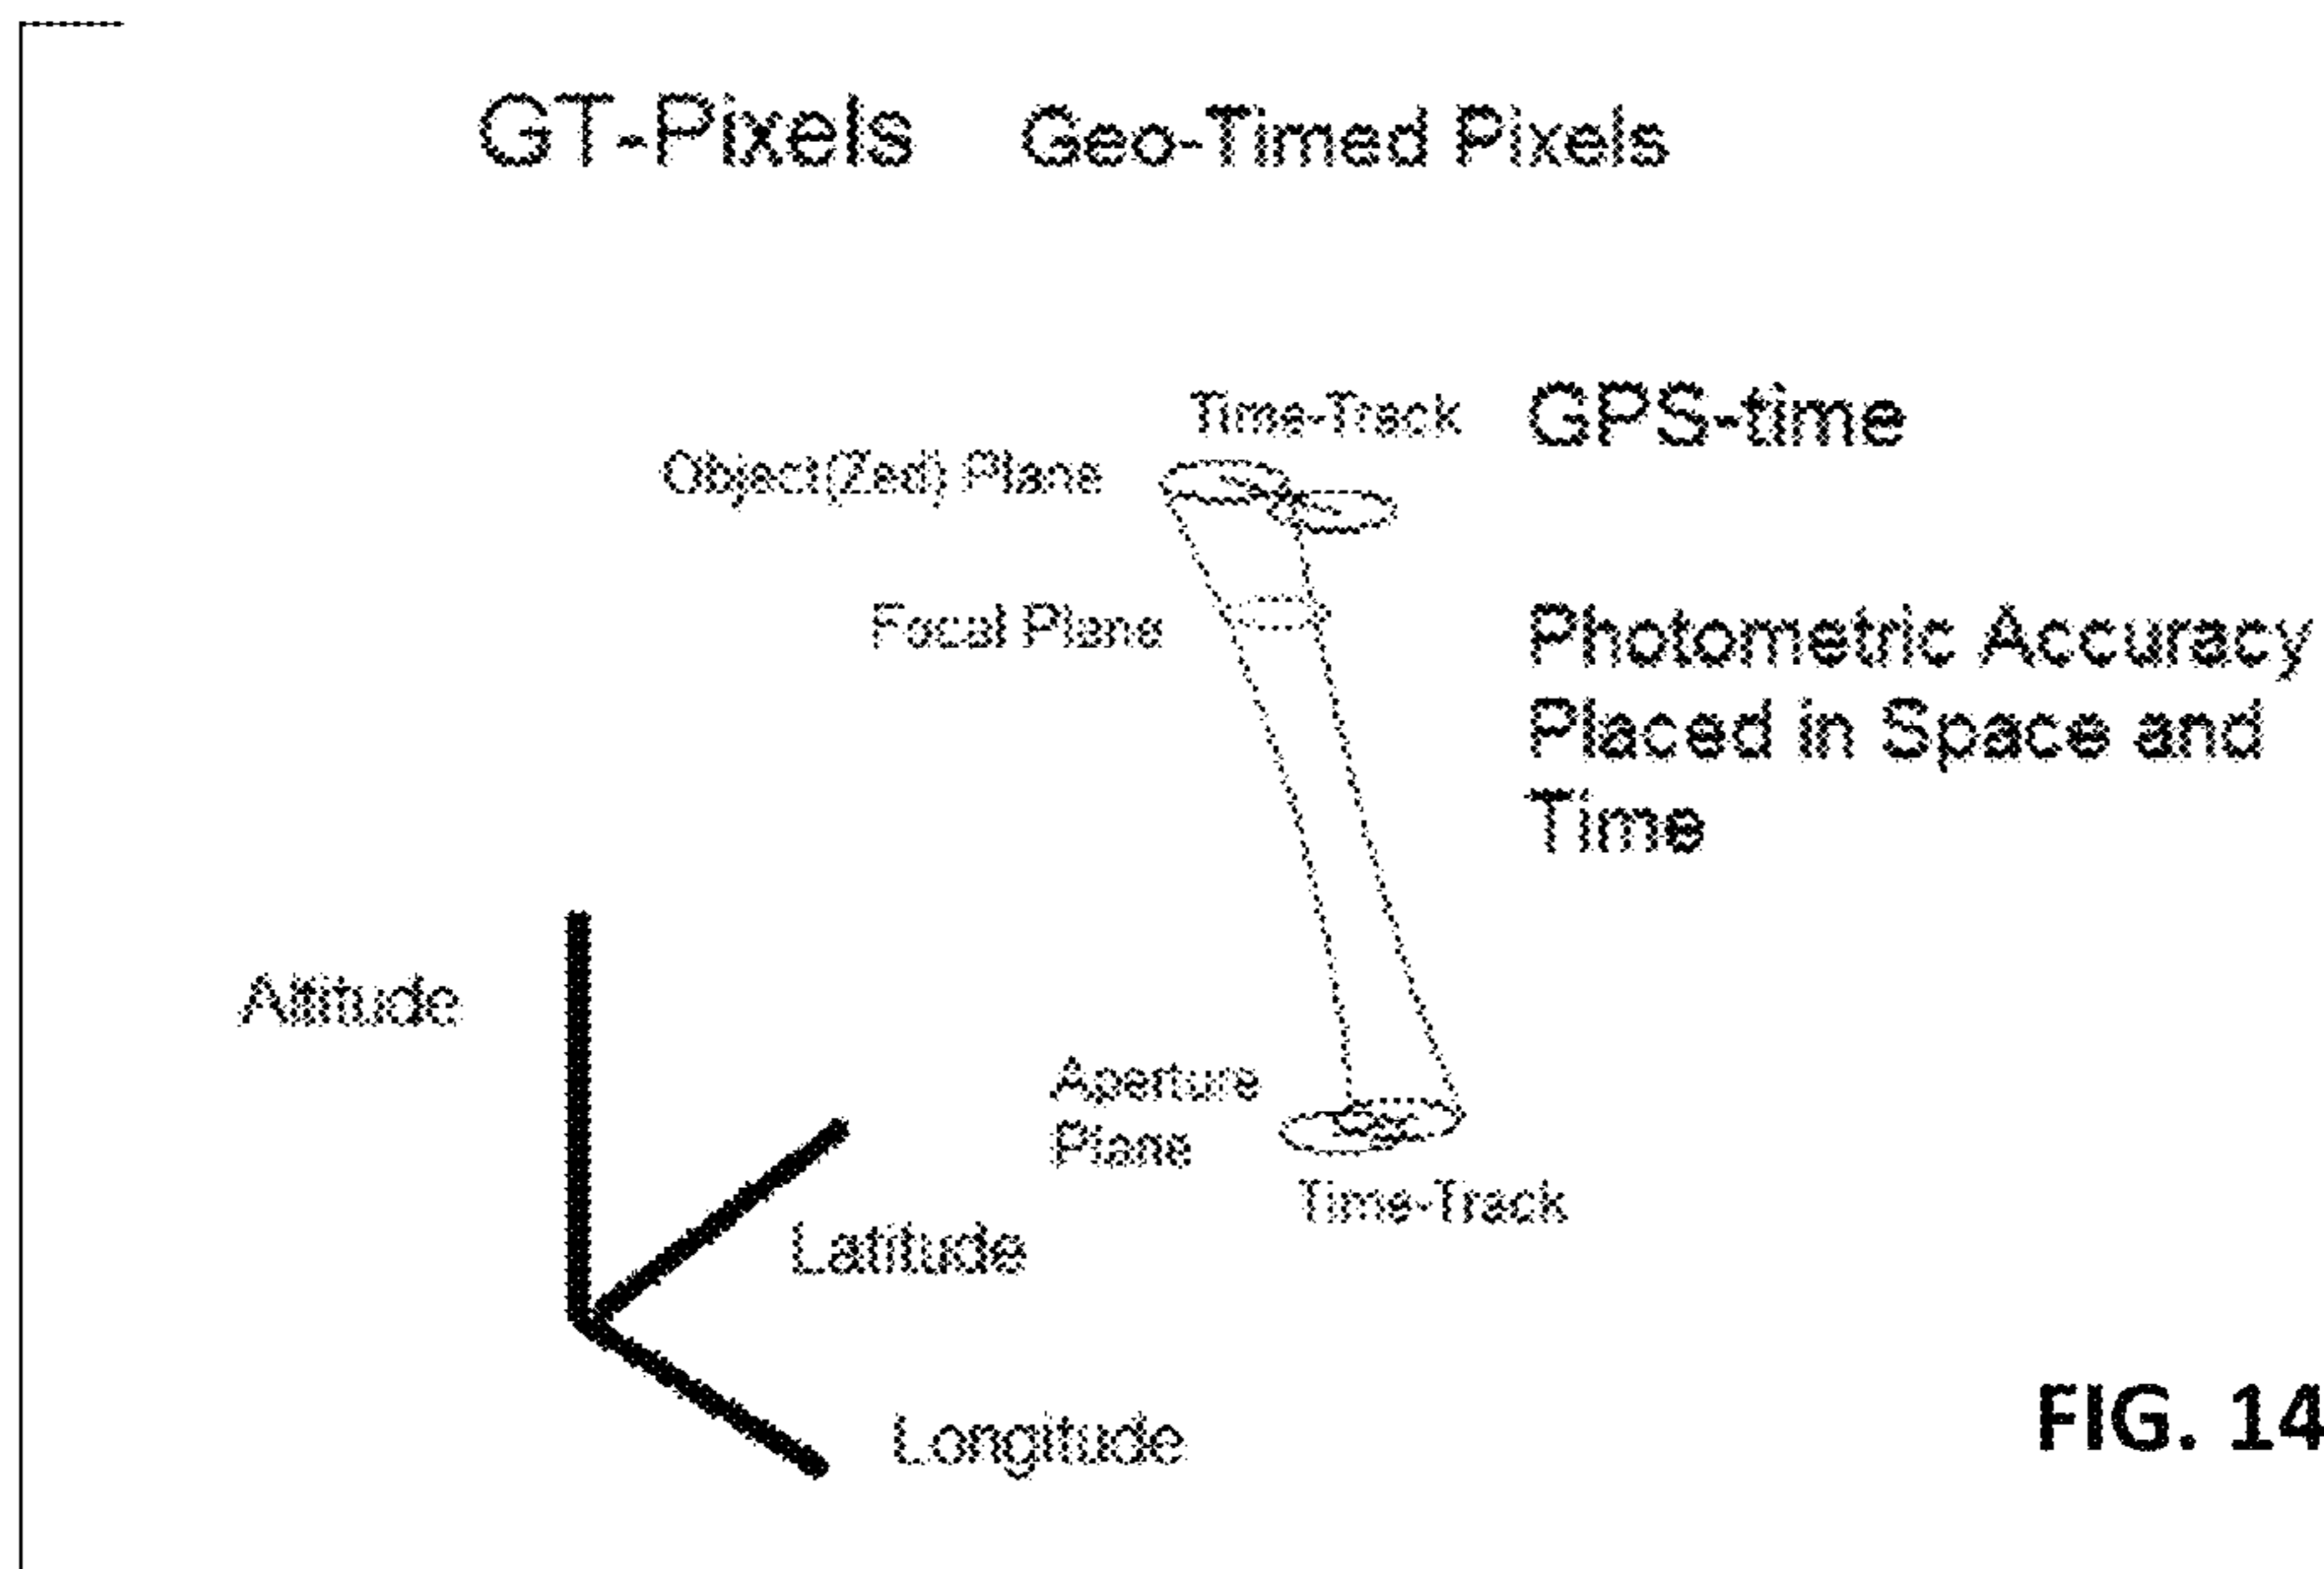 GT-Pixels Geo-Timed Pixels
Time-Track GPS-time
Object(Zed) Plane
Focal Plane
Photometric Accuracy
Placed in Space and
Time
Altitude
Aperture
Plane
Time-Track
Latitude
Longitude
FIG. 14